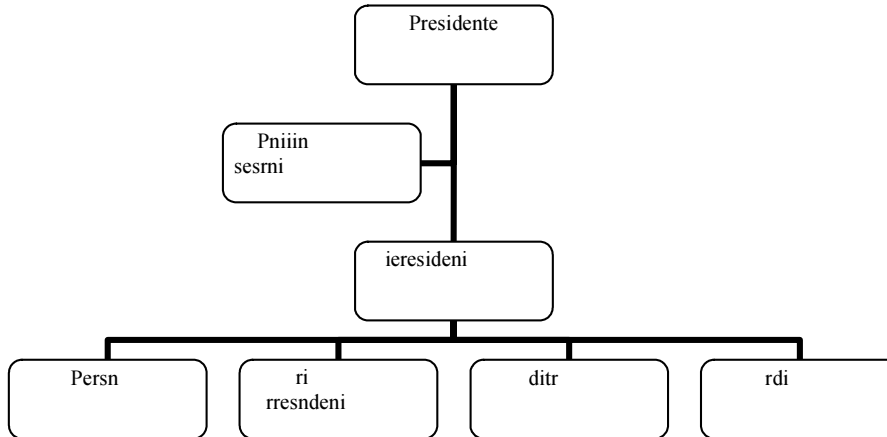 Presidente
Pniiin
sesrni
ieresideni
Persn
ri
rresndeni
ditr
rdi